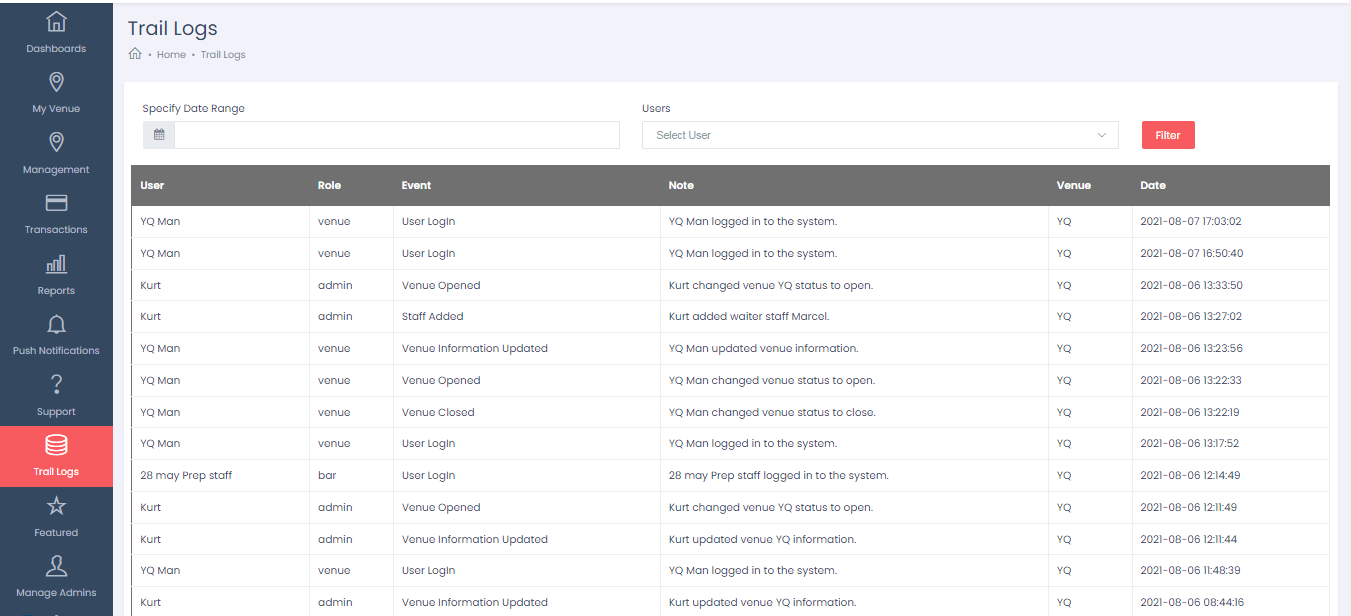 Dashboards
My Venue
Management
Transactions
Reports
Push Notifications
Support
Trail Logs
Featured
Manage Admins
Trail Logs
• Home • Trail Logs
Specify Date Range
Users
Select User
Filter
User Role Event Note Venue Date
YQ Man venue User LogIn YQ Man logged in to the system. YQ 2021-08-07 17:03:02
YQ Man venue User LogIn YQ Man logged in to the system. YQ 2021-08-07 16:50:40
Kurt admin Venue Opened Kurt changed venue YQ status to open. YQ 2021-08-06 13:33:50
Kurt admin Staff Added Kurt added waiter staff Marcel. YQ 2021-08-06 13:27:02
YQ Man venue Venue Information Updated YQ Man updated venue information. YQ 2021-08-06 13:23:56
YQ Man venue Venue Opened YQ Man changed venue status to open. YQ 2021-08-06 13:22:33
YQ Man venue Venue Closed YQ Man changed venue status to close. YQ 2021-08-06 13:22:19
YQ Man venue User LogIn YQ Man logged in to the system. YQ 2021-08-06 13:17:52
28 may Prep staff bar User LogIn 28 may Prep staff logged in to the system. YQ 2021-08-06 12:14:49
Kurt admin Venue Opened Kurt changed venue YQ status to open. YQ 2021-08-06 12:11:49
Kurt admin Venue Information Updated Kurt updated venue YQ information. YQ 2021-08-06 12:11:44
YQ Man venue User LogIn YQ Man logged in to the system. YQ 2021-08-06 11:48:39
Kurt admin Venue Information Updated Kurt updated venue YQ information. YQ 2021-08-06 08:44:16